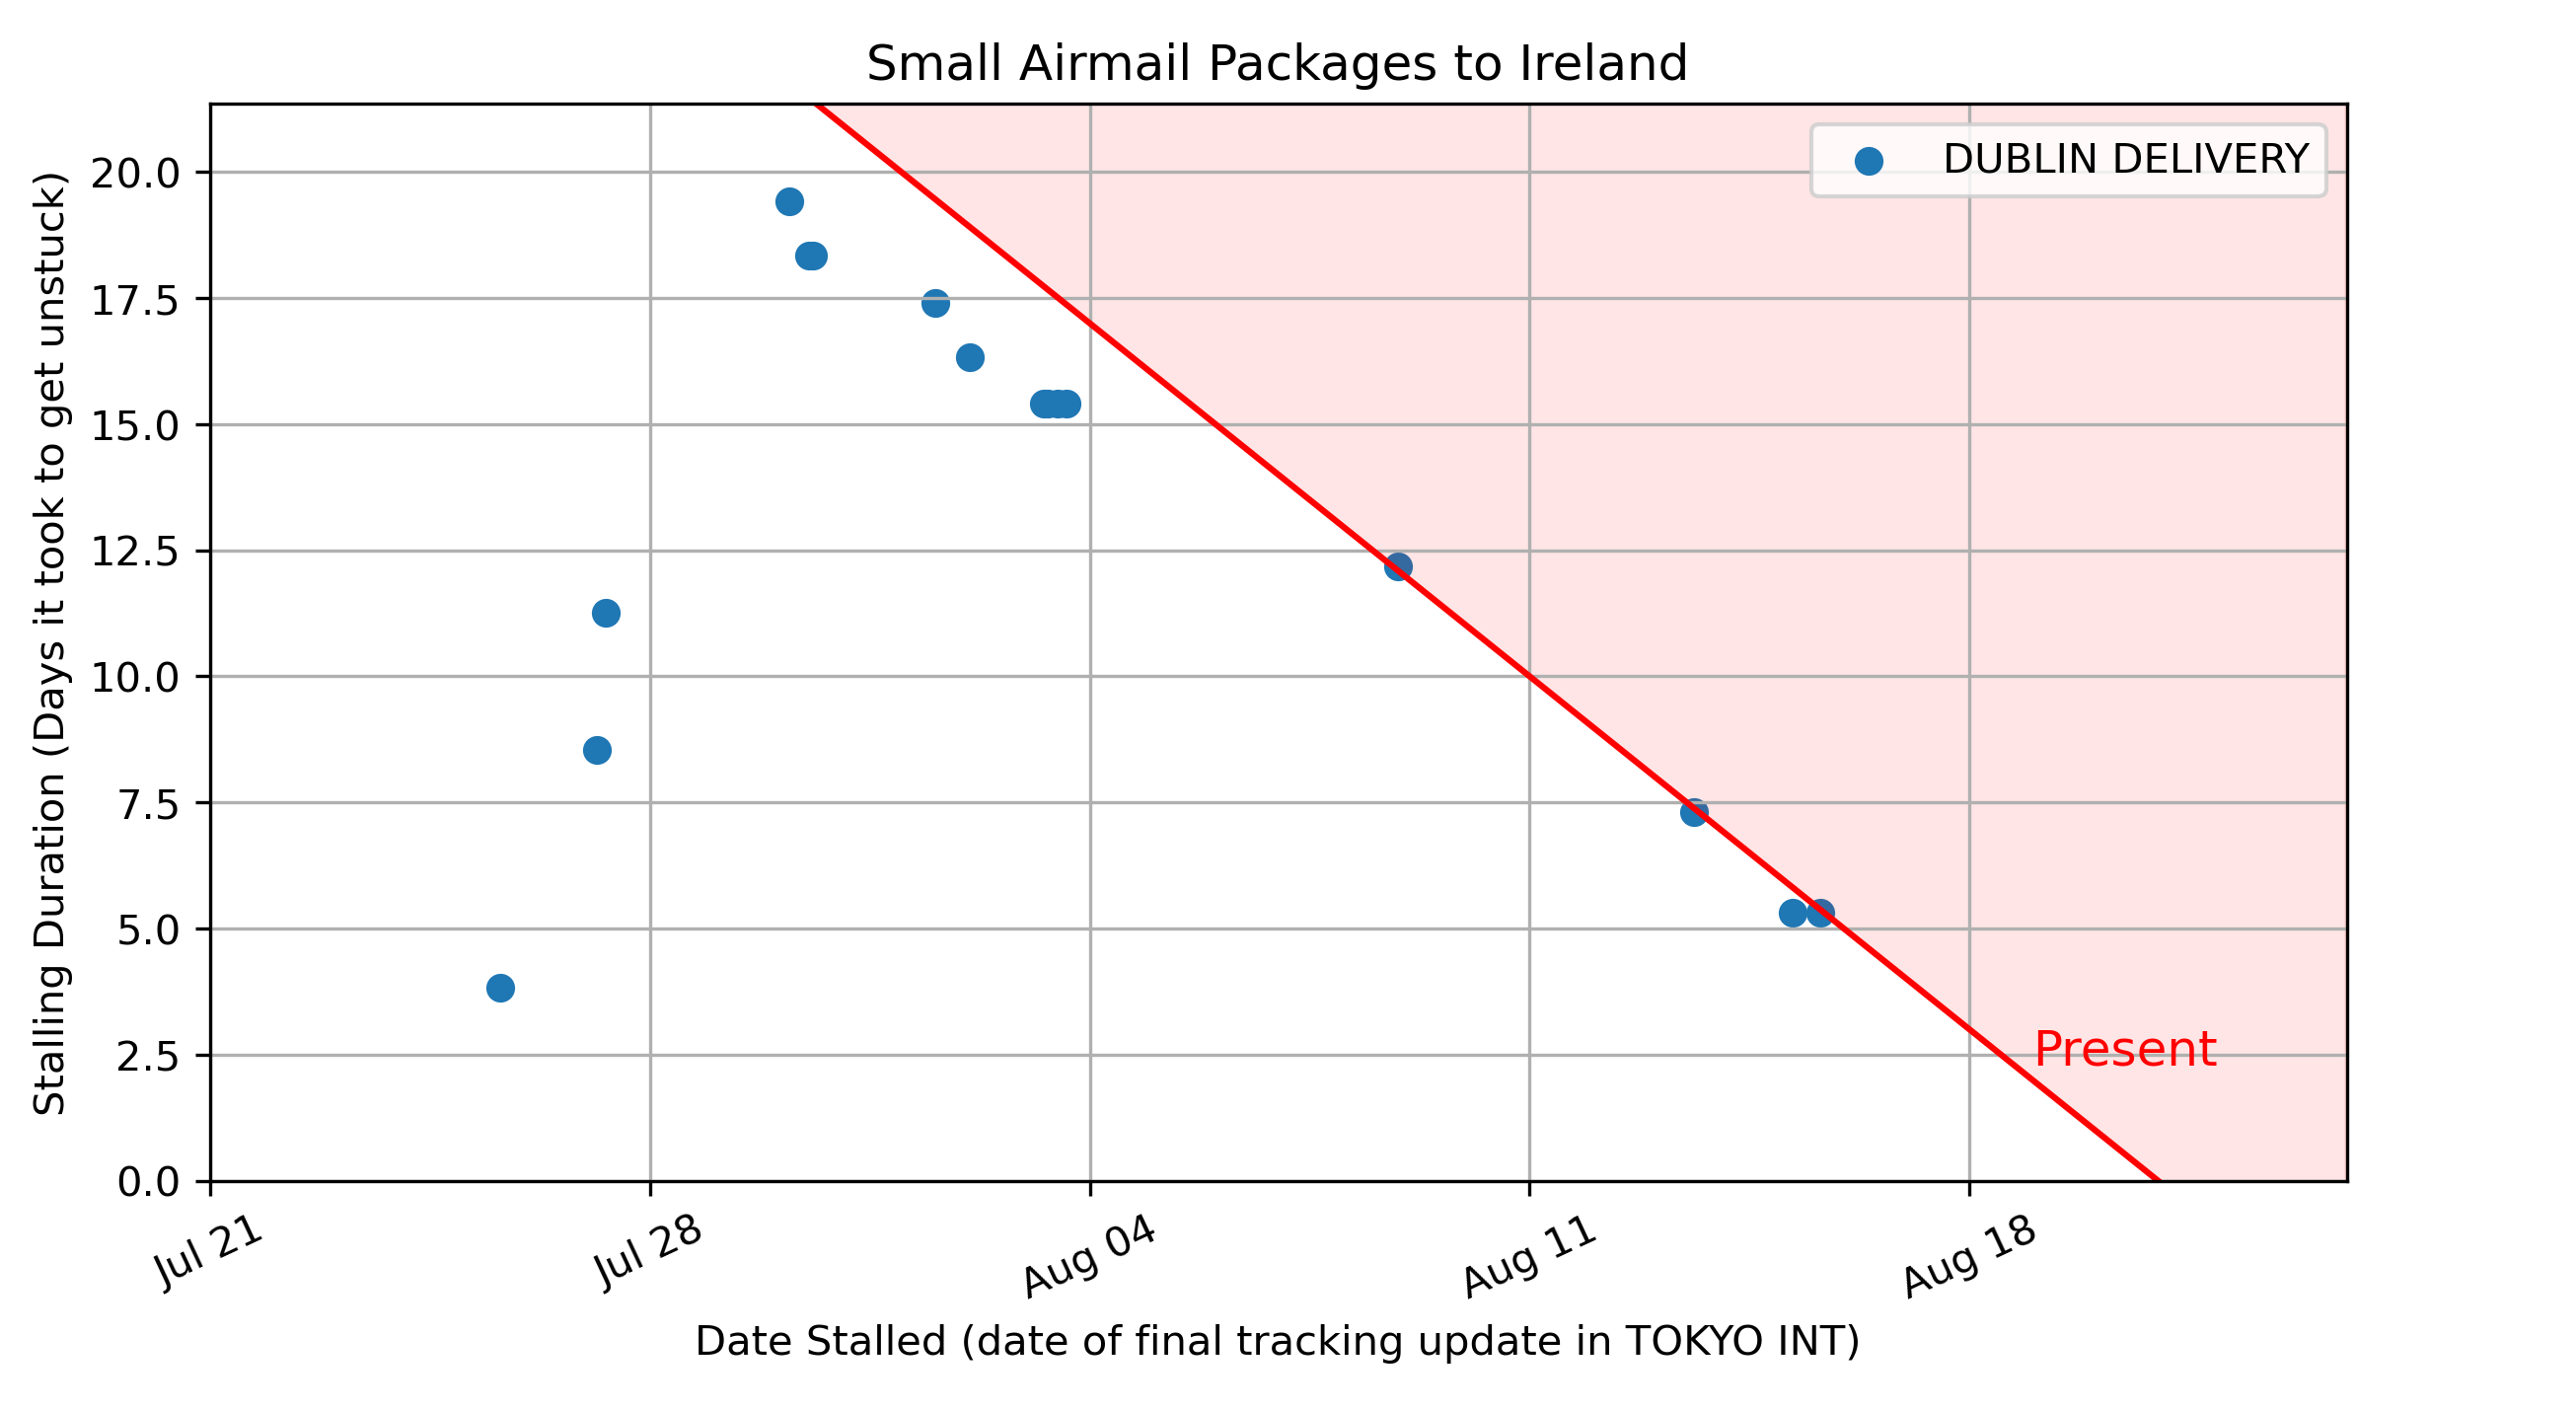 Small Airmail Packages to Ireland
DUBLIN DELIVERY
Stalling Duration (Days it took to get unstuck)
20.0
17.5
15.0
12.5
10.0
7.5
5.0
2.5
0.0
Present
Jul 21
Jul 28
Aug 04
Aug 11
Aug 18
Date Stalled (date of final tracking update in TOKYO INT)